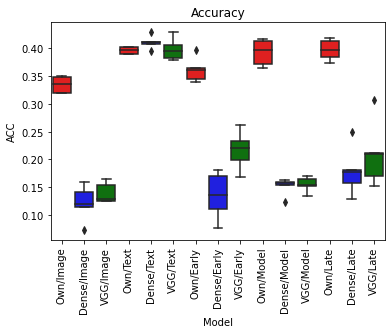 Accuracy
0.40
0.35
0.30
0.25
0.20
0.15
0.10
ACC
Own/Image
Dense/Image
VGG/Image
Own/Text
Dense/Text
VGG/Text
Own/Early
Dense/Early
VGG/Early
Own/Model
Dense/Model
VGG/Model
Own/Late
Dense/Late
VGG/Late
Model